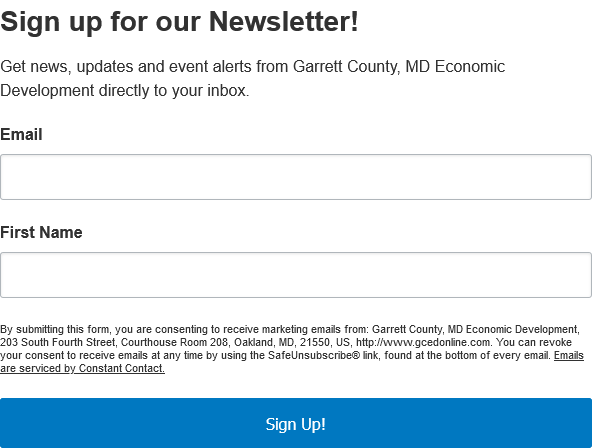 Sign up for our Newsletter!
Get news, updates and event alerts from Garrett County, MD Economic
Development directly to your inbox.
Email
First Name
By submitting this form, you are consenting to receive marketing emails from: Garrett County, MD Economic Development,
203 South Fourth Street, Courthouse Room 208, Oakland, MD, 21550, US, http://www.gcedonline.com. You can revoke
your consent to receive emails at any time by using the SafeUnsubscribe® link, found at the bottom of every email. Emails
are serviced by Constant Contact.
Sign Up!